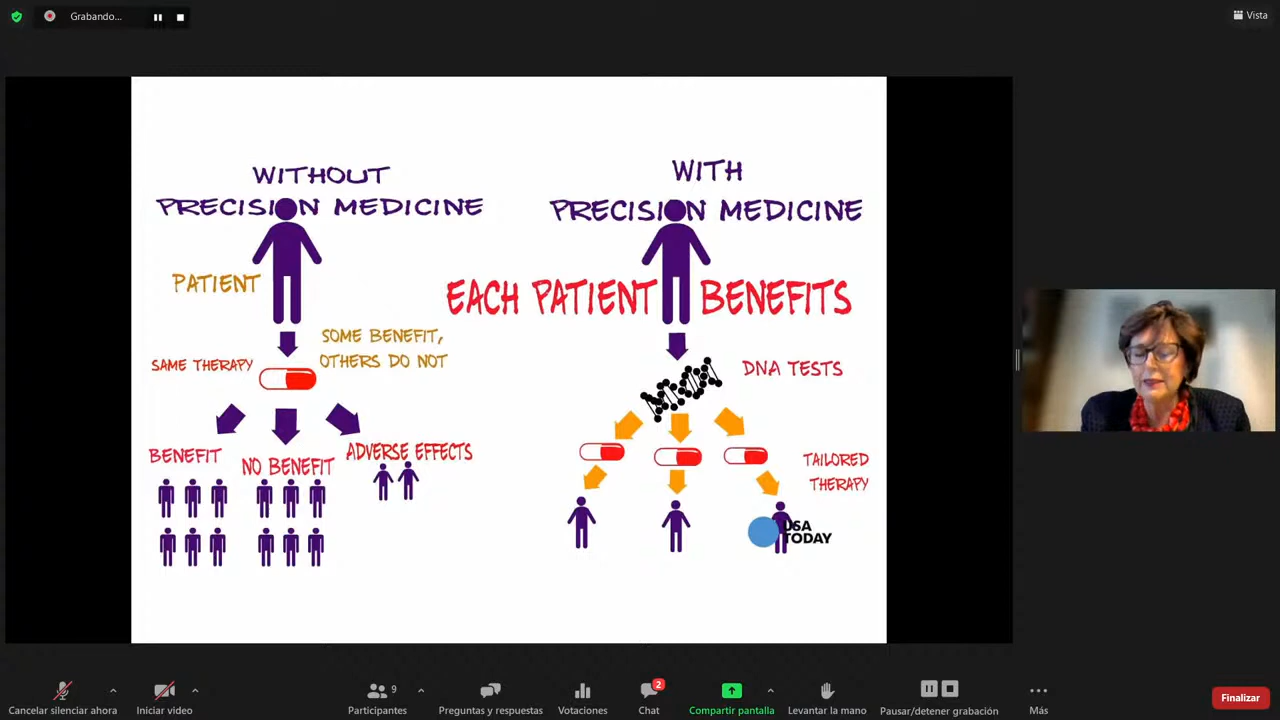 Grabando...
Vista
WITHOUT
PRECISION MEDICINE
PATIENT
SOME BENEFIT,
OTHERS DO NOT
SAME THERAPY
BENEFIT
NO BENEFIT
ADVERSE EFFECTS
WITH
PRECISION MEDICINE
EACH PATIENT BENEFITS
DNA TESTS
TAILORED
THERAPY
USA
TODAY
Cancelar silenciar ahora
Iniciar video
9
Participantes
Preguntas y respuestas
Votaciones
2
Chat
Compartir pantalla
Levantar la mano
Pausar/detener grabación
Más
Finalizar